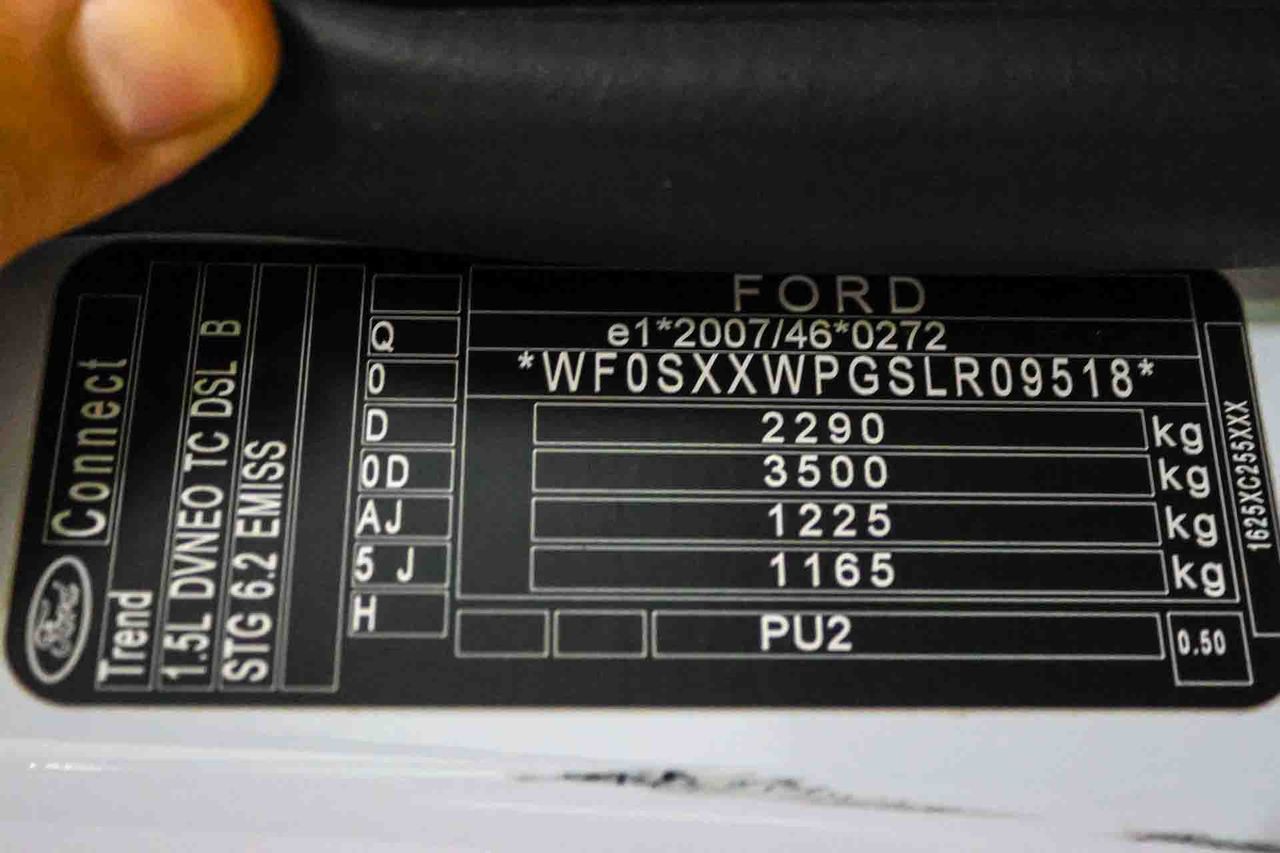 Ford
Connect
Trend
1.5L DVNEO TC DSL B
STG 6.2 EMISS
Q
0
D
0D
AJ
5 J
H
FORD
e1*2007/46*0272
*WF0SXXWPGSLR09518*
2290 kg
3500 kg
1225 kg
1165 kg
PU2
0.50
1625XC255XXX